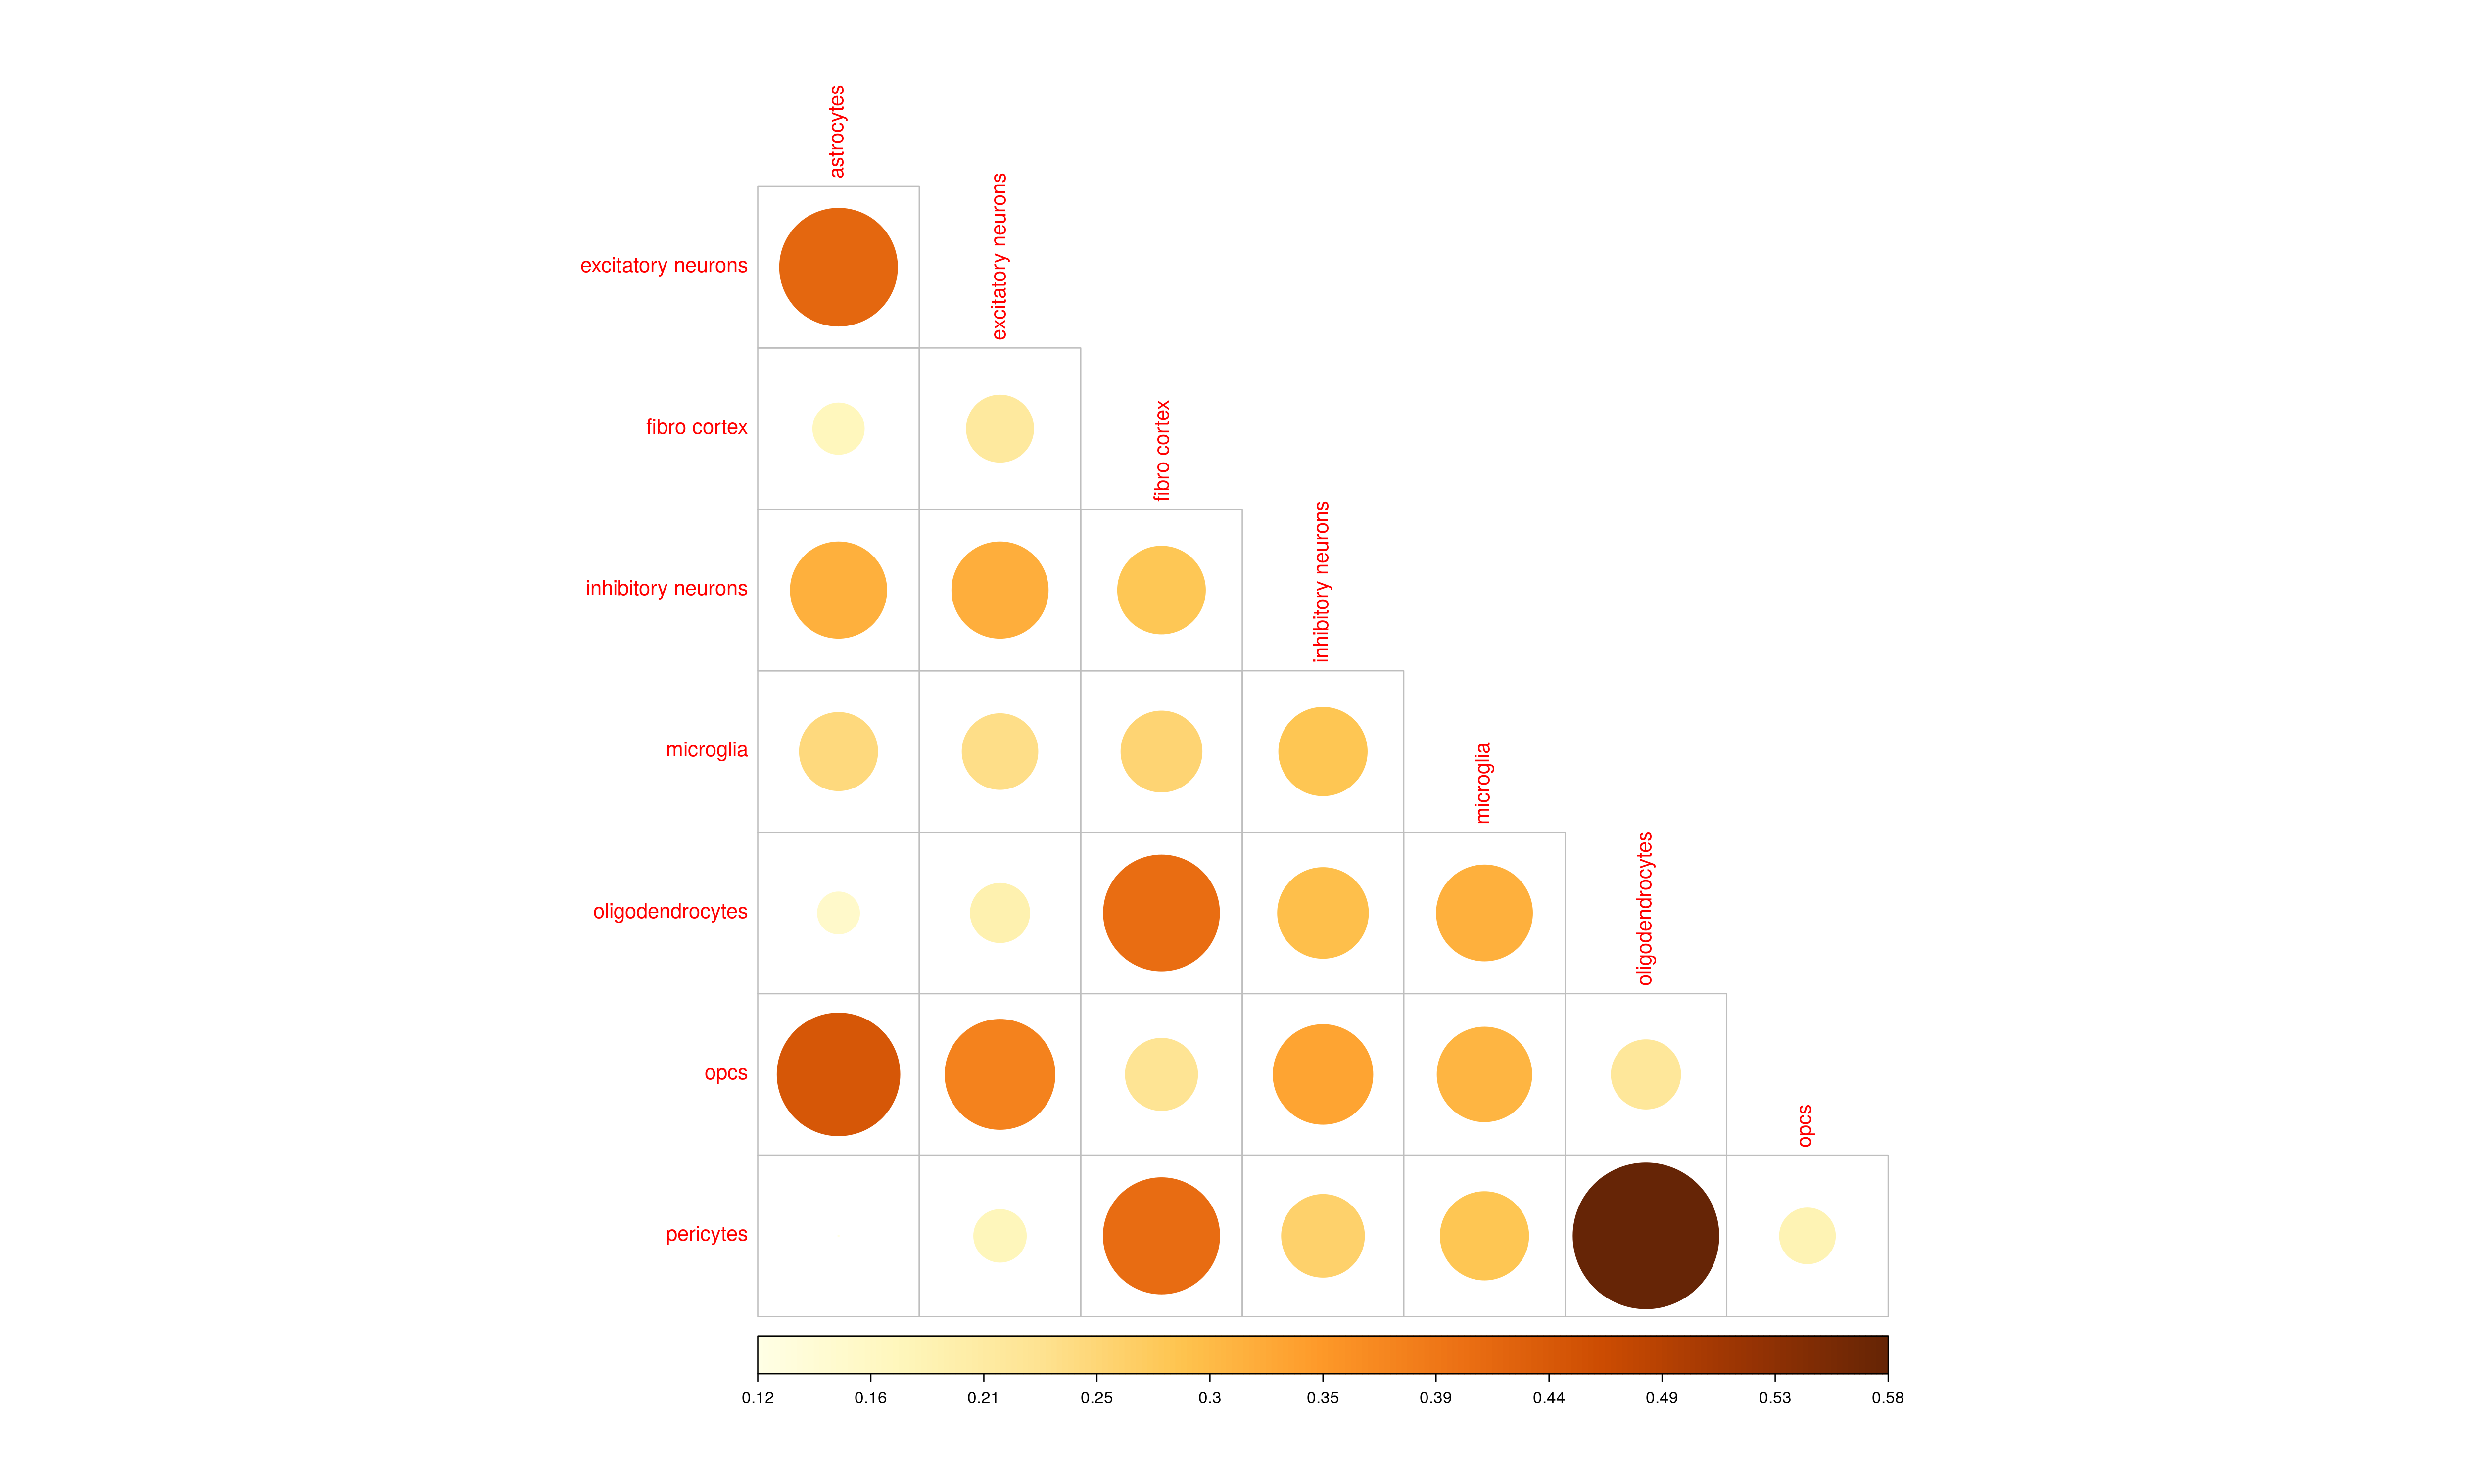 astrocytes
excitatory neurons
excitatory neurons
fibro cortex
fibro cortex
inhibitory neurons
inhibitory neurons
microglia
microglia
oligodendrocytes
oligodendrocytes
opcs
opcs
pericytes
0.12 0.16 0.21 0.25 0.3 0.35 0.39 0.44 0.49 0.53 0.58